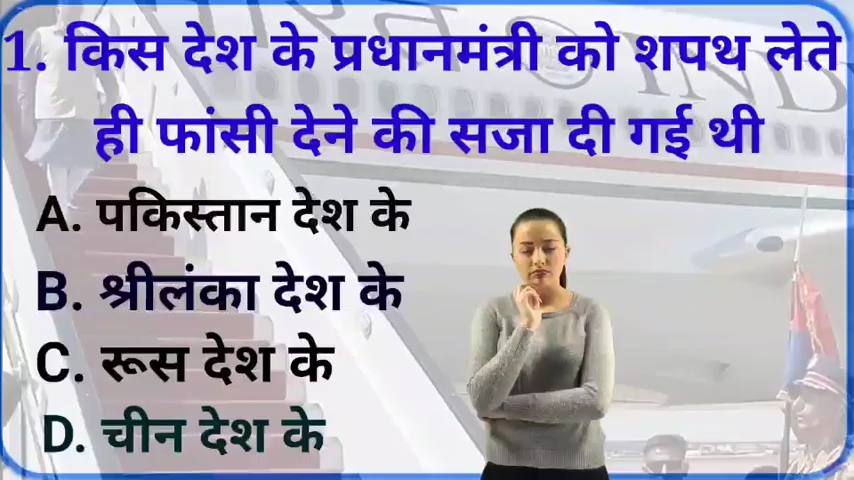 1. किस देश के प्रधानमंत्री को शपथ लेते
ही फांसी देने की सजा दी गई थी
A. पकिस्तान देश के
B. श्रीलंका देश के
C. रूस देश के
D. चीन देश के